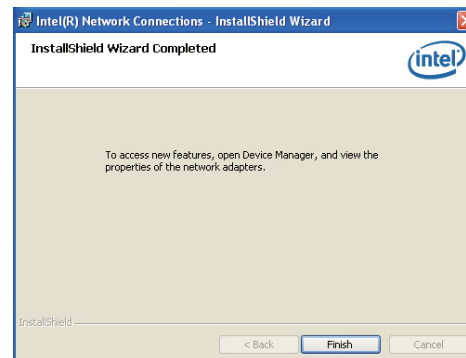 Intel(R) Network Connections - InstallShield Wizard
InstallShield Wizard Completed
intel
To access new features, open Device Manager, and view the
properties of the network adapters.
InstallShield
< Back
Finish
Cancel